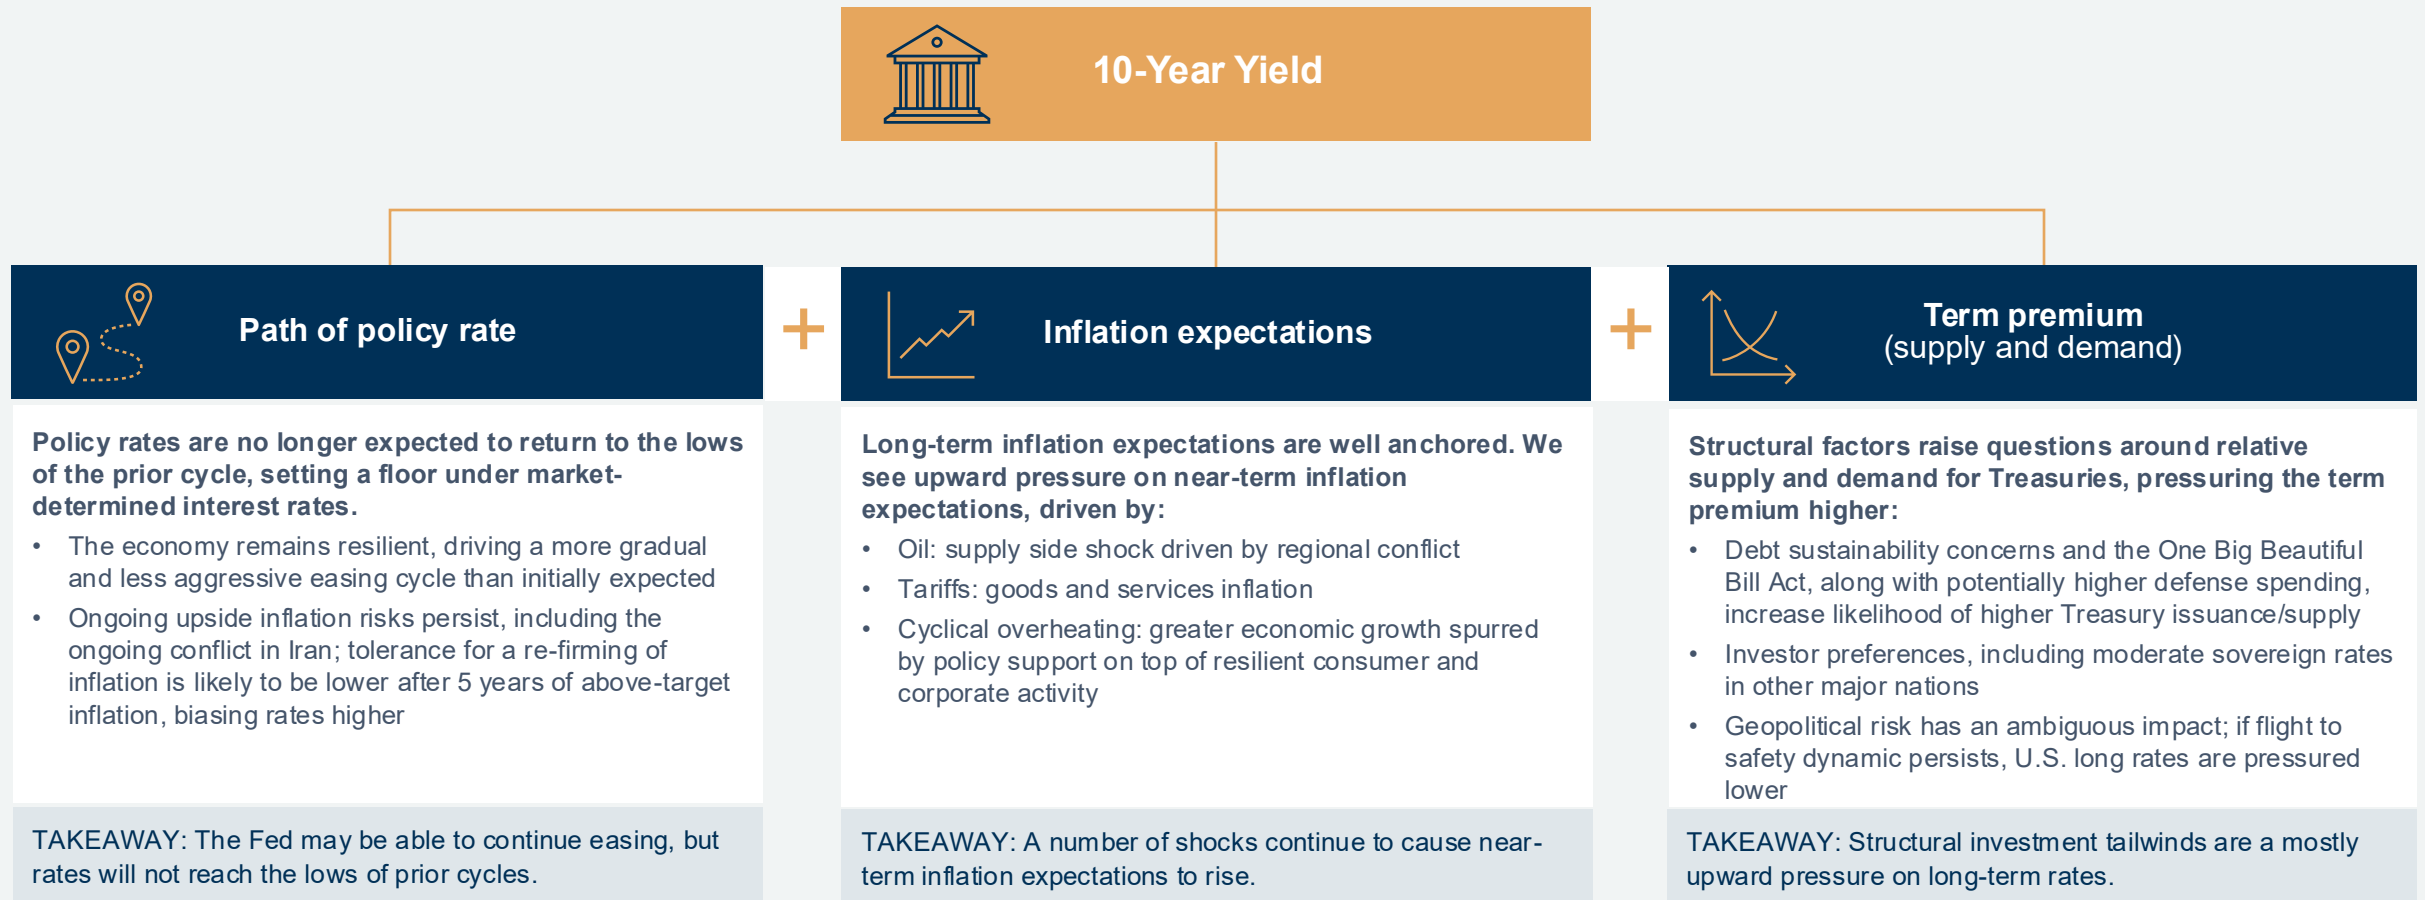 10-Year Yield
Path of policy rate
+
Inflation expectations
+
Term premium
(supply and demand)
Policy rates are no longer expected to return to the lows
of the prior cycle, setting a floor under market-
determined interest rates.
• The economy remains resilient, driving a more gradual
and less aggressive easing cycle than initially expected
• Ongoing upside inflation risks persist, including the
ongoing conflict in Iran; tolerance for a re-firming of
inflation is likely to be lower after 5 years of above-target
inflation, biasing rates higher
TAKEAWAY: The Fed may be able to continue easing, but
rates will not reach the lows of prior cycles.
Long-term inflation expectations are well anchored. We
see upward pressure on near-term inflation
expectations, driven by:
• Oil: supply side shock driven by regional conflict
• Tariffs: goods and services inflation
• Cyclical overheating: greater economic growth spurred
by policy support on top of resilient consumer and
corporate activity
TAKEAWAY: A number of shocks continue to cause near-
term inflation expectations to rise.
Structural factors raise questions around relative
supply and demand for Treasuries, pressuring the term
premium higher:
• Debt sustainability concerns and the One Big Beautiful
Bill Act, along with potentially higher defense spending,
increase likelihood of higher Treasury issuance/supply
• Investor preferences, including moderate sovereign rates
in other major nations
• Geopolitical risk has an ambiguous impact; if flight to
safety dynamic persists, U.S. long rates are pressured
lower
TAKEAWAY: Structural investment tailwinds are a mostly
upward pressure on long-term rates.